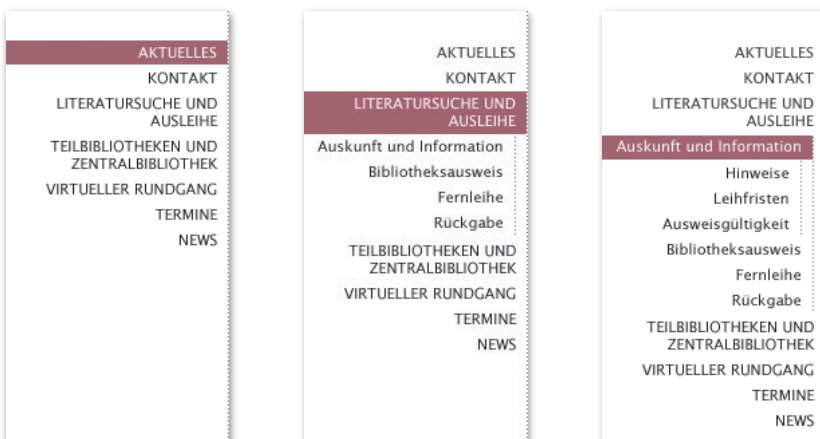 AKTUELLES
KONTAKT
LITERATURSUCHE UND
AUSLEIHE
TEILBIBLIOTHEKEN UND
ZENTRALBIBLIOTHEK
VIRTUELLER RUNDGANG
TERMINE
NEWS
AKTUELLES
KONTAKT
LITERATURSUCHE UND
AUSLEIHE
Auskunft und Information
Bibliotheksausweis
Fernleihe
Rückgabe
TEILBIBLIOTHEKEN UND
ZENTRALBIBLIOTHEK
VIRTUELLER RUNDGANG
TERMINE
NEWS
AKTUELLES
KONTAKT
LITERATURSUCHE UND
AUSLEIHE
Auskunft und Information
Hinweise
Leihfristen
Ausweisgültigkeit
Bibliotheksausweis
Fernleihe
Rückgabe
TEILBIBLIOTHEKEN UND
ZENTRALBIBLIOTHEK
VIRTUELLER RUNDGANG
TERMINE
NEWS